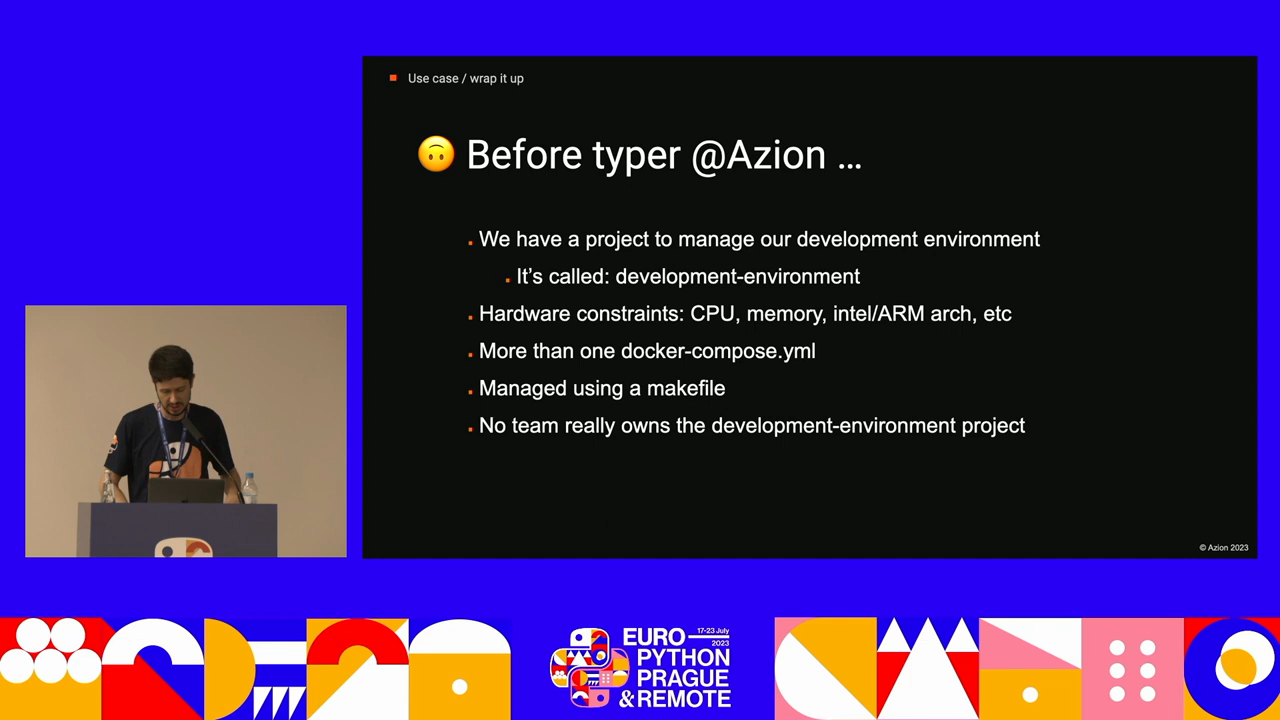 Use case / wrap it up
🙃 Before typer @Azion ...
We have a project to manage our development environment
It's called: development-environment
Hardware constraints: CPU, memory, intel/ARM arch, etc
More than one docker-compose.yml
Managed using a makefile
No team really owns the development-environment project
© Azion 2023
EURO 17-23 July
2023
PYTHON
PRAGUE
& REMOTE